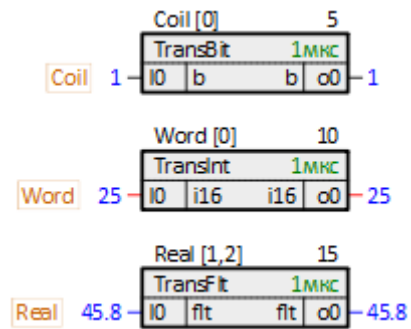 Coil [0] 5
TransBit 1мкс
Coil 1 I0 b b o0 1
Word [0] 10
TransInt 1мкс
Word 25 I0 i16 i16 o0 25
Real [1,2] 15
TransFlt 1мкс
Real 45.8 I0 flt flt o0 45.8